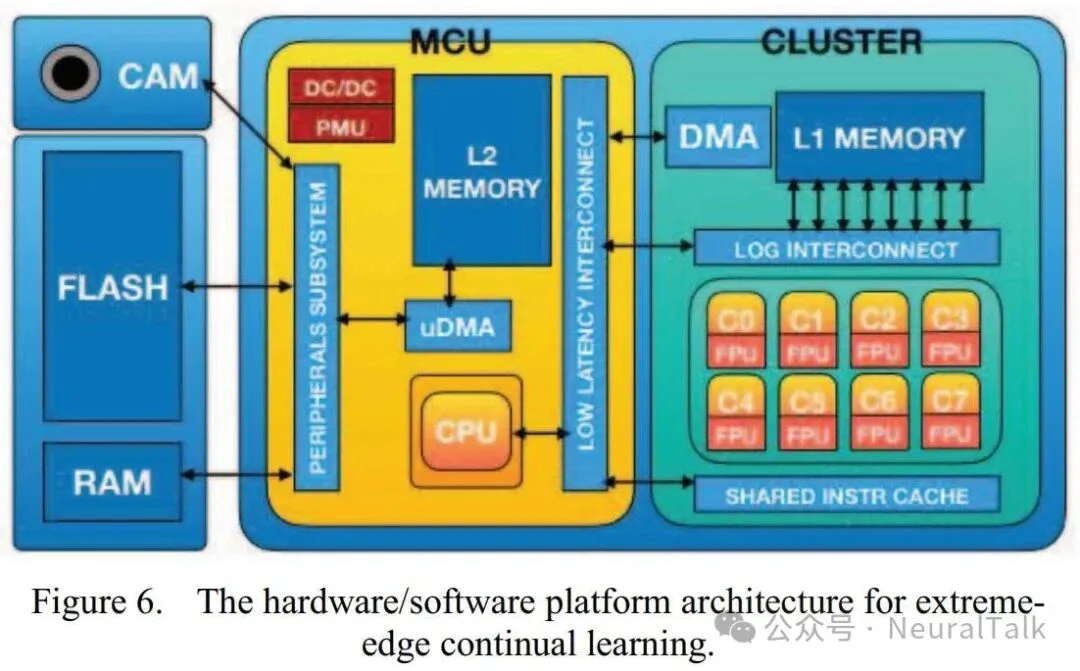 CAM
FLASH
RAM
MCU
DC/DC
PMU
L2
MEMORY
PERIPHERALS SUBSYSTEM
uDMA
CPU
LOW LATENCY INTERCONNECT
CLUSTER
DMA
L1 MEMORY
LOG INTERCONNECT
C0 C1 C2 C3
FPU FPU FPU FPU
C4 C5 C6 C7
FPU FPU FPU FPU
SHARED INSTR CACHE
Figure 6. The hardware/software platform architecture for extreme-
edge continual learning.
公众号 · NeuralTalk